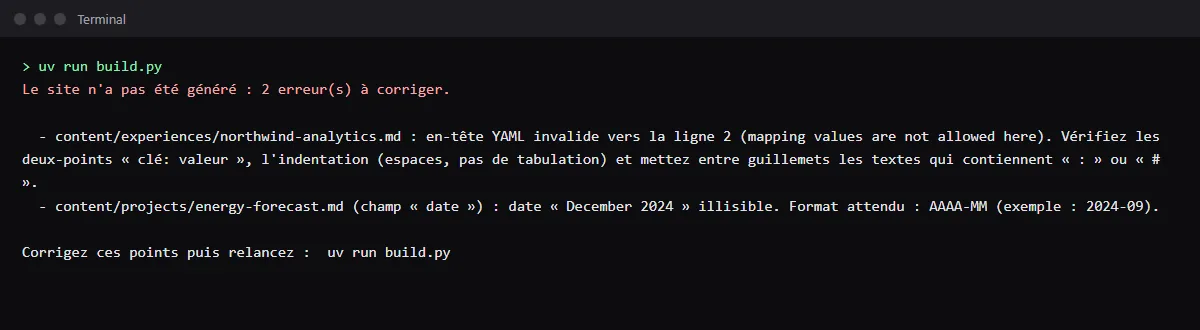 Terminal
> uv run build.py
Le site n'a pas été généré : 2 erreur(s) à corriger.
- content/experiences/northwind-analytics.md : en-tête YAML invalide vers la ligne 2 (mapping values are not allowed here). Vérifiez les
deux-points « clé: valeur », l'indentation (espaces, pas de tabulation) et mettez entre guillemets les textes qui contiennent « : » ou « #
».
- content/projects/energy-forecast.md (champ « date ») : date « December 2024 » illisible. Format attendu : AAAA-MM (exemple : 2024-09).
Corrigez ces points puis relancez :  uv run build.py